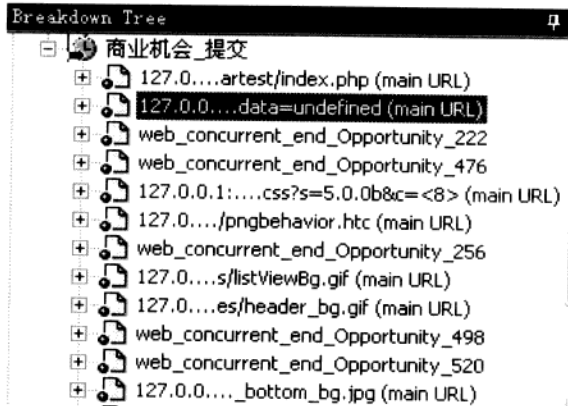 Breakdown Tree
商业机会_提交
127.0....artest/index.php (main URL)
127.0.0....data=undefined (main URL)
web_concurrent_end_Opportunity_222
web_concurrent_end_Opportunity_476
127.0.0.1:....css?s=5.0.0b&c=<8> (main URL)
127.0..../pngbehavior.htc (main URL)
web_concurrent_end_Opportunity_256
127.0....s/listViewBg.gif (main URL)
127.0....es/header_bg.gif (main URL)
web_concurrent_end_Opportunity_498
web_concurrent_end_Opportunity_520
127.0.0...._bottom_bg.jpg (main URL)